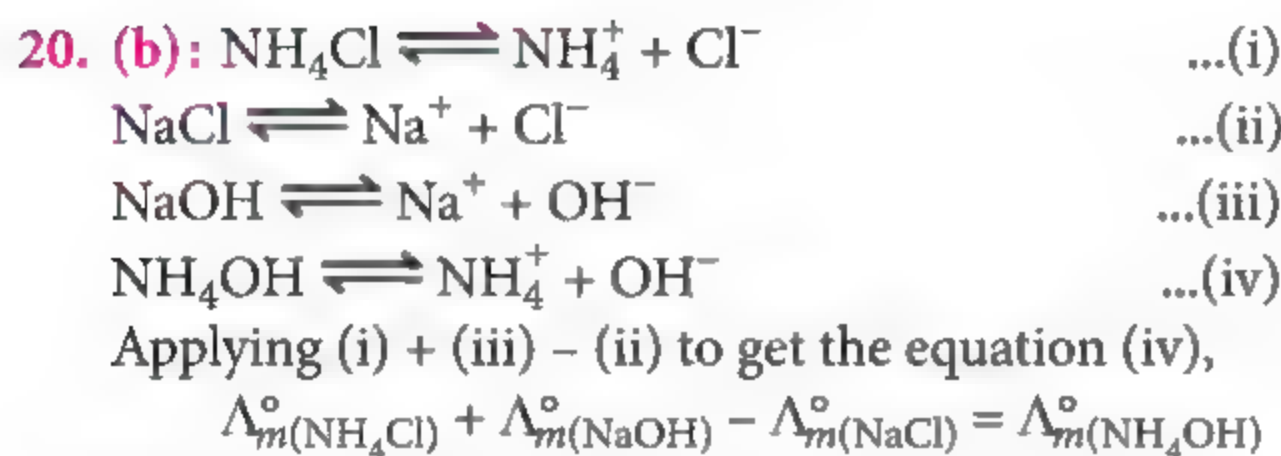 20. (b): NH₄Cl ⇌ NH₄⁺ + Cl⁻ ...(i)
NaCl ⇌ Na⁺ + Cl⁻ ...(ii)
NaOH ⇌ Na⁺ + OH⁻ ...(iii)
NH₄OH ⇌ NH₄⁺ + OH⁻ ...(iv)
Applying (i) + (iii) – (ii) to get the equation (iv),
Λ°m(NH₄Cl) + Λ°m(NaOH) – Λ°m(NaCl) = Λ°m(NH₄OH)